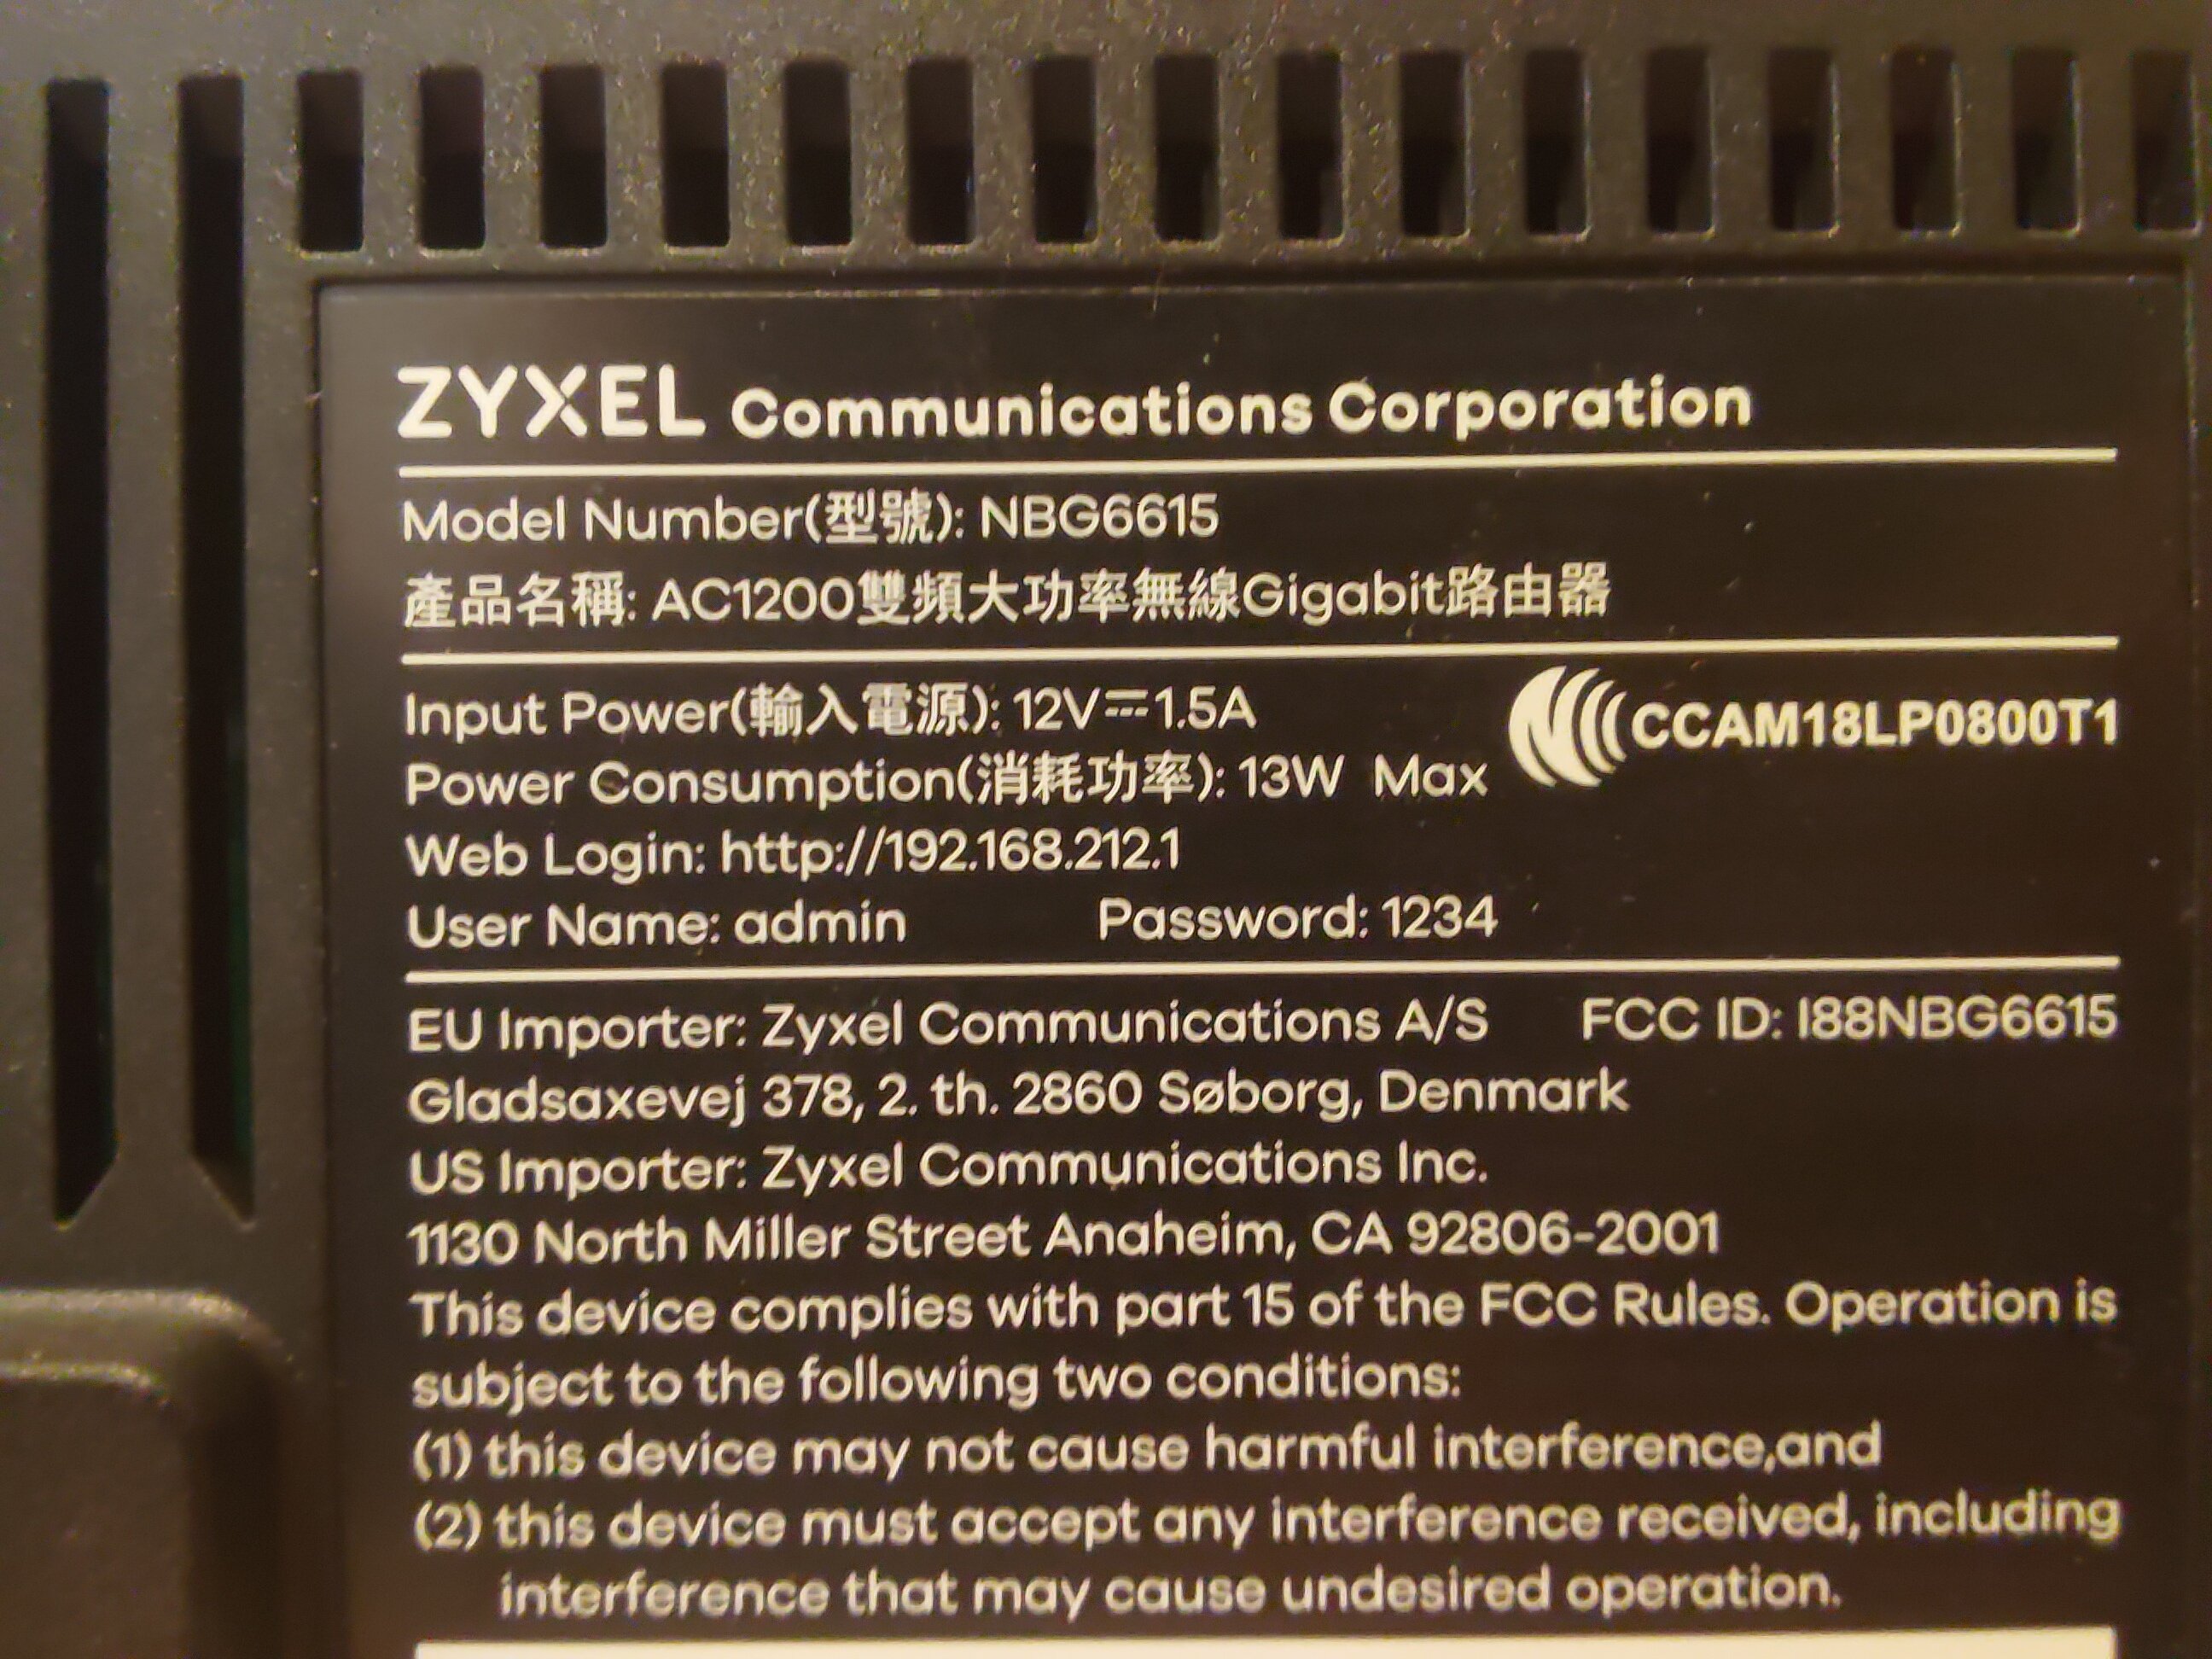 ZYXEL Communications Corporation
Model Number(型號): NBG6615
產品名稱: AC1200雙頻大功率無線Gigabit路由器
Input Power(輸入電源): 12V⎓1.5A
CCAM18LP0800T1
Power Consumption(消耗功率): 13W Max
Web Login: http://192.168.212.1
User Name: admin Password: 1234
EU Importer: Zyxel Communications A/S FCC ID: I88NBG6615
Gladsaxevej 378, 2. th. 2860 Søborg, Denmark
US Importer: Zyxel Communications Inc.
1130 North Miller Street Anaheim, CA 92806-2001
This device complies with part 15 of the FCC Rules. Operation is
subject to the following two conditions:
(1) this device may not cause harmful interference,and
(2) this device must accept any interference received, including
interference that may cause undesired operation.